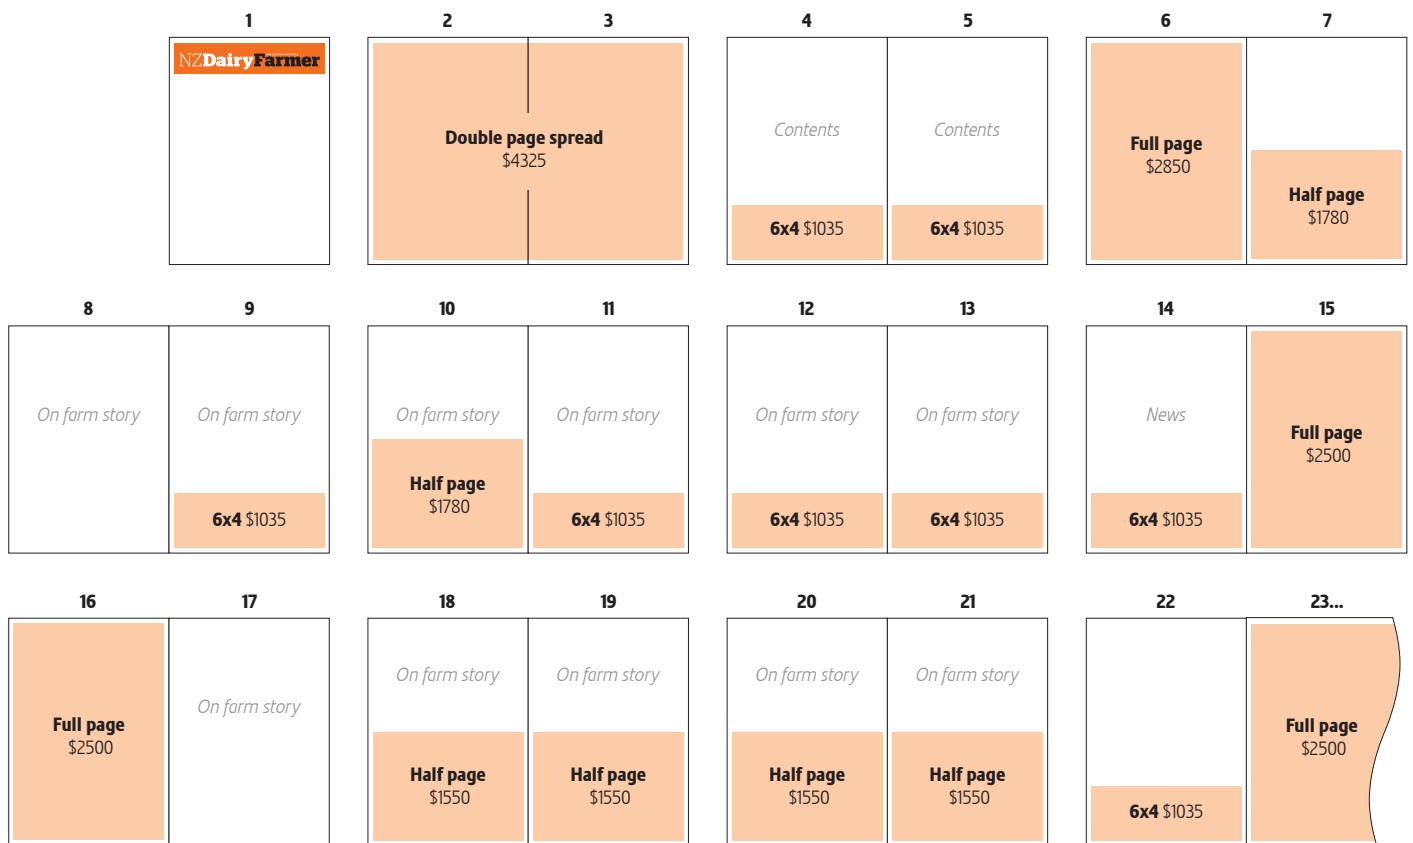 1 2 3 4 5 6 7
NZDairyFarmer
Double page spread
$4325
Contents
6x4 $1035
Contents
6x4 $1035
Full page
$2850
Half page
$1780
8 9 10 11 12 13 14 15
On farm story
On farm story
6x4 $1035
On farm story
Half page
$1780
On farm story
6x4 $1035
On farm story
6x4 $1035
On farm story
6x4 $1035
News
6x4 $1035
Full page
$2500
16 17 18 19 20 21 22 23...
Full page
$2500
On farm story
On farm story
Half page
$1550
On farm story
Half page
$1550
On farm story
Half page
$1550
On farm story
Half page
$1550
6x4 $1035
Full page
$2500